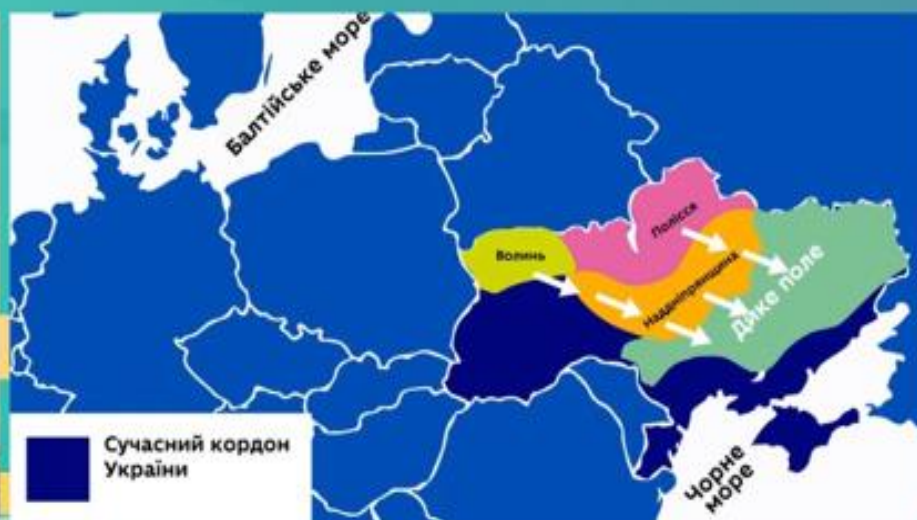 Балтійське море
Полісся
Волинь
Наддніпрянщина
Дике поле
Сучасний кордон
України
Чорне
море